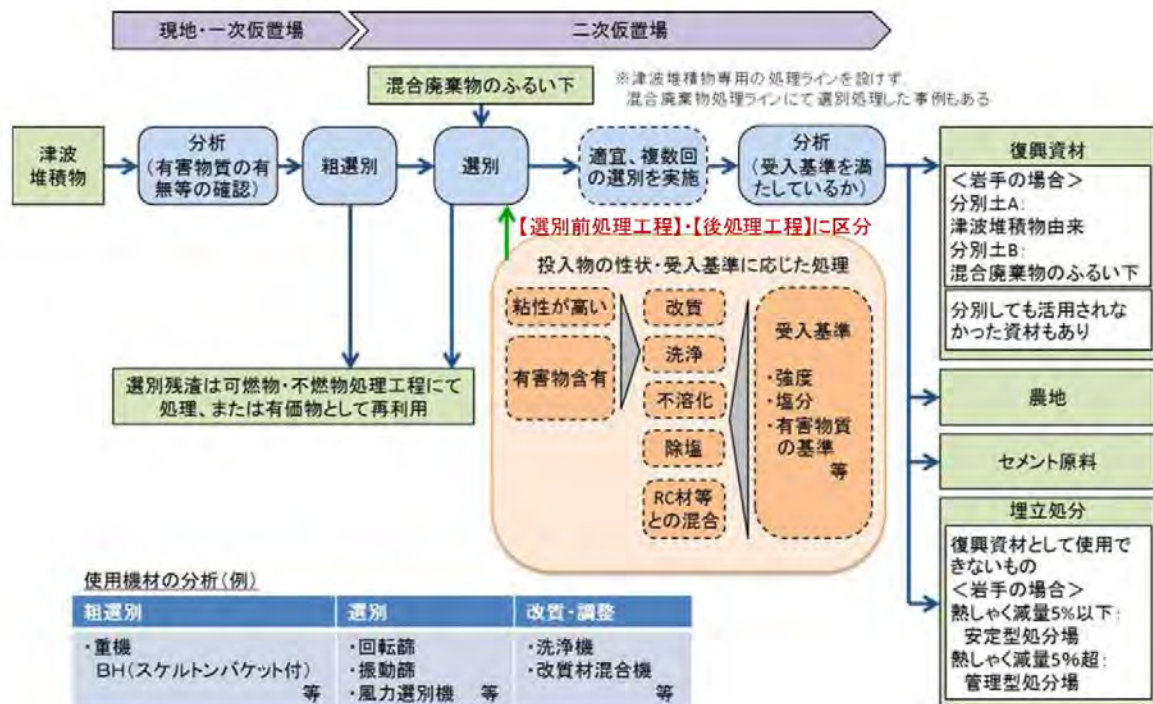 現地・一次仮置場
二次仮置場
混合廃棄物のふるい下
※津波堆積物専用の処理ラインを設けず、
混合廃棄物処理ラインにて選別処理した事例もある
津波
堆積物
分析
(有害物質の有
無等の確認)
粗選別
選別
適宜、複数回
の選別を実施
分析
(受入基準を満
たしているか)
復興資材
＜岩手の場合＞
分別土A:
津波堆積物由来
分別土B:
混合廃棄物のふるい下
分別しても活用されな
かった資材もあり
【選別前処理工程】・【後処理工程】に区分
投入物の性状・受入基準に応じた処理
粘性が高い
有害物含有
改質
洗浄
不溶化
除塩
RC材等
との混合
受入基準
・強度
・塩分
・有害物質
の基準
等
選別残渣は可燃物・不燃物処理工程にて
処理、または有価物として再利用
農地
セメント原料
埋立処分
復興資材として使用で
きないもの
＜岩手の場合＞
熱しゃく減量5%以下:
安定型処分場
熱しゃく減量5%超:
管理型処分場
使用機材の分析(例)
粗選別
選別
改質・調整
・重機
BH(スケルトンバケット付)
等
・回転篩
・振動篩
・風力選別機 等
・洗浄機
・改質材混合機
等